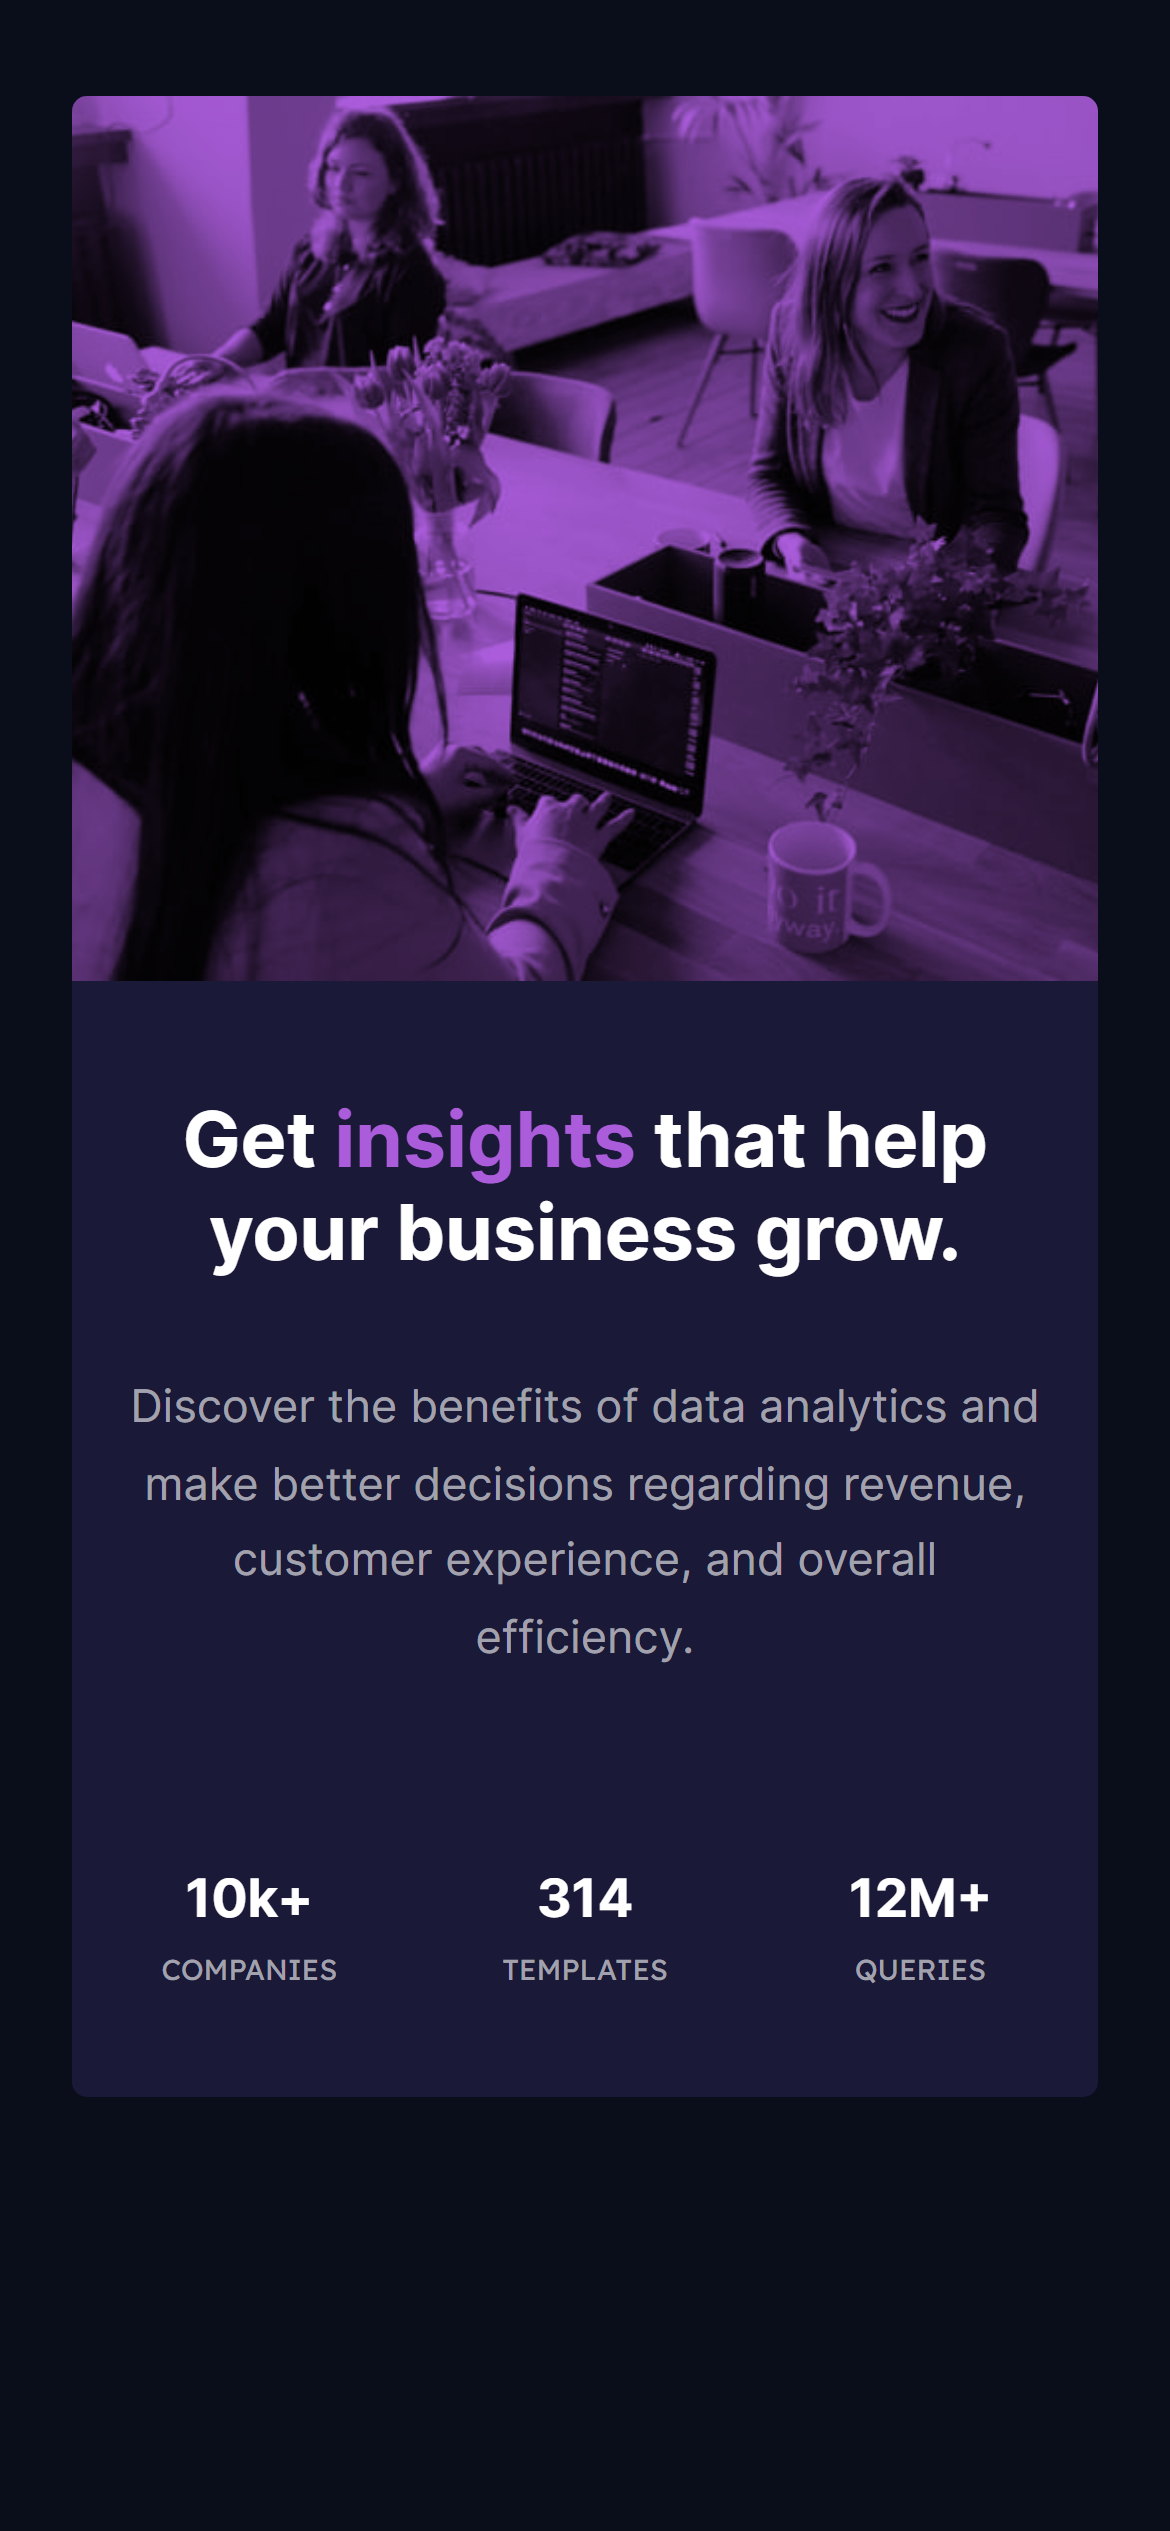 Get insights that help
your business grow.
Discover the benefits of data analytics and
make better decisions regarding revenue,
customer experience, and overall
efficiency.
10k+ 314 12M+
COMPANIES TEMPLATES QUERIES